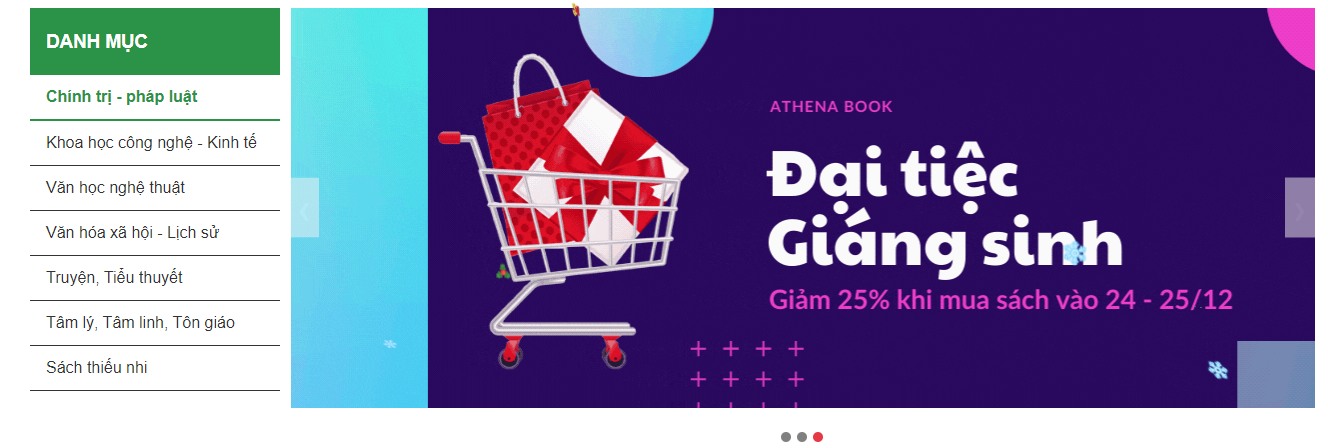 DANH MỤC
Chính trị - pháp luật
Khoa học công nghệ - Kinh tế
Văn học nghệ thuật
Văn hóa xã hội - Lịch sử
Truyện, Tiểu thuyết
Tâm lý, Tâm linh, Tôn giáo
Sách thiếu nhi
ATHENA BOOK
Đại tiệc
Giáng sinh
Giảm 25% khi mua sách vào 24 - 25/12